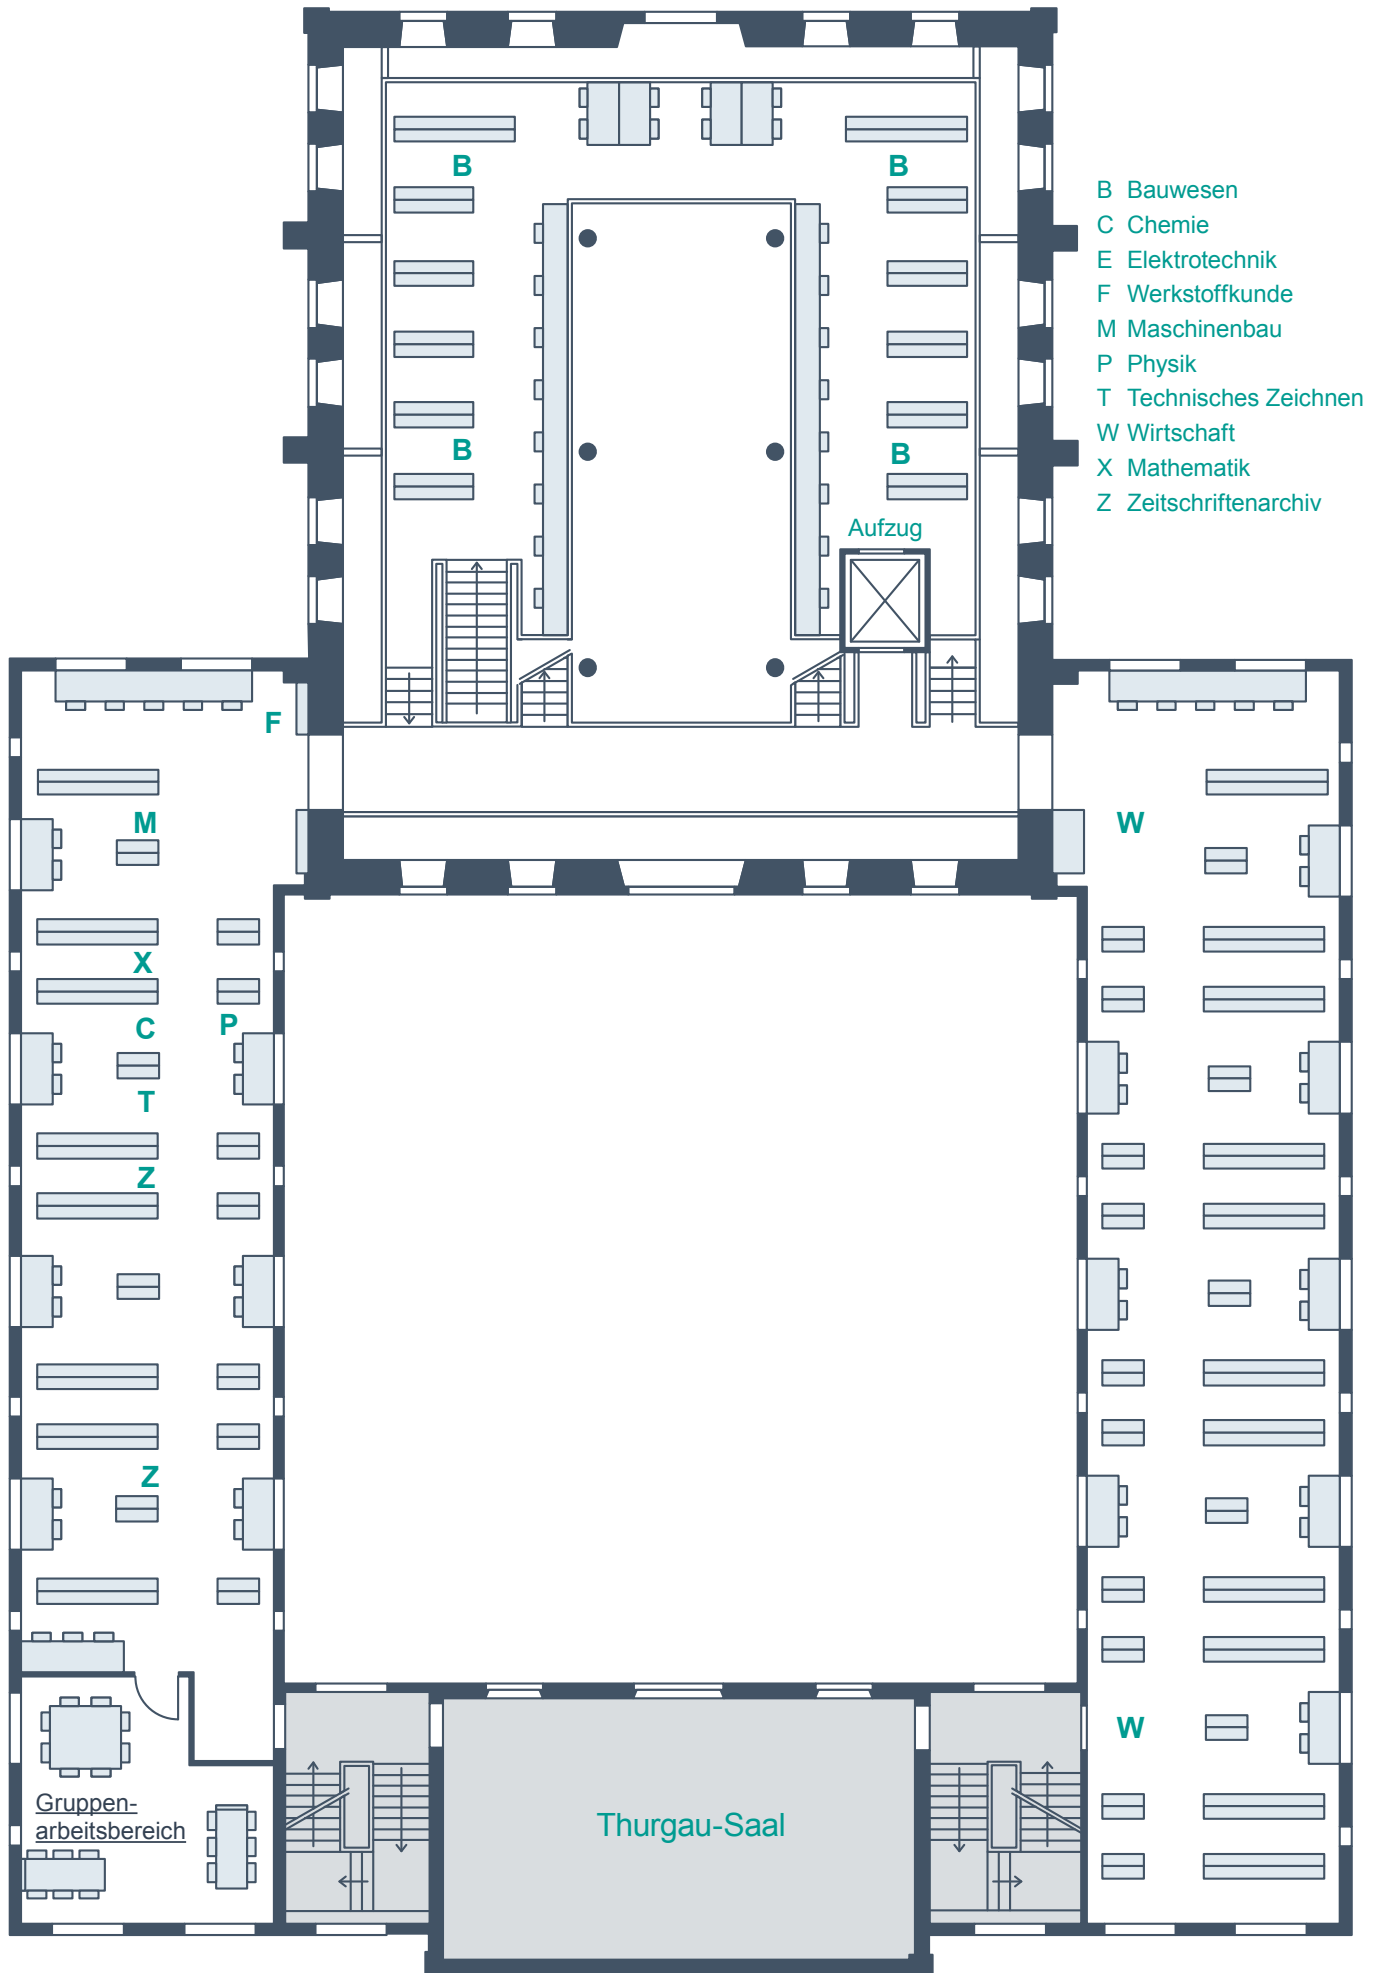 B
B
B Bauwesen
C Chemie
E Elektrotechnik
F Werkstoffkunde
M Maschinenbau
P Physik
T Technisches Zeichnen
W Wirtschaft
X Mathematik
Z Zeitschriftenarchiv
B
B
Aufzug
F
M
W
X
C
P
T
Z
Z
W
Gruppen-
arbeitsbereich
Thurgau-Saal